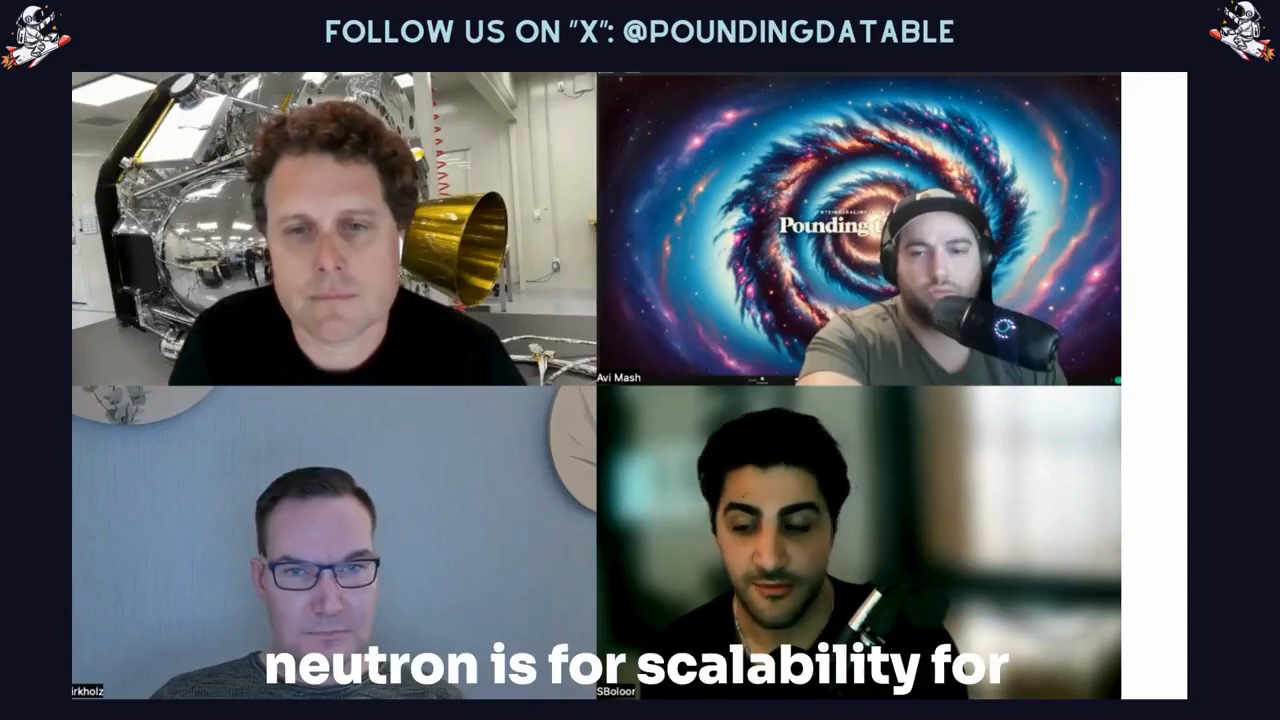 FOLLOW US ON "X": @POUNDINGDATABLE
Pounding
Avi Mash
neutron is for scalability for
irkholz
SBoloor